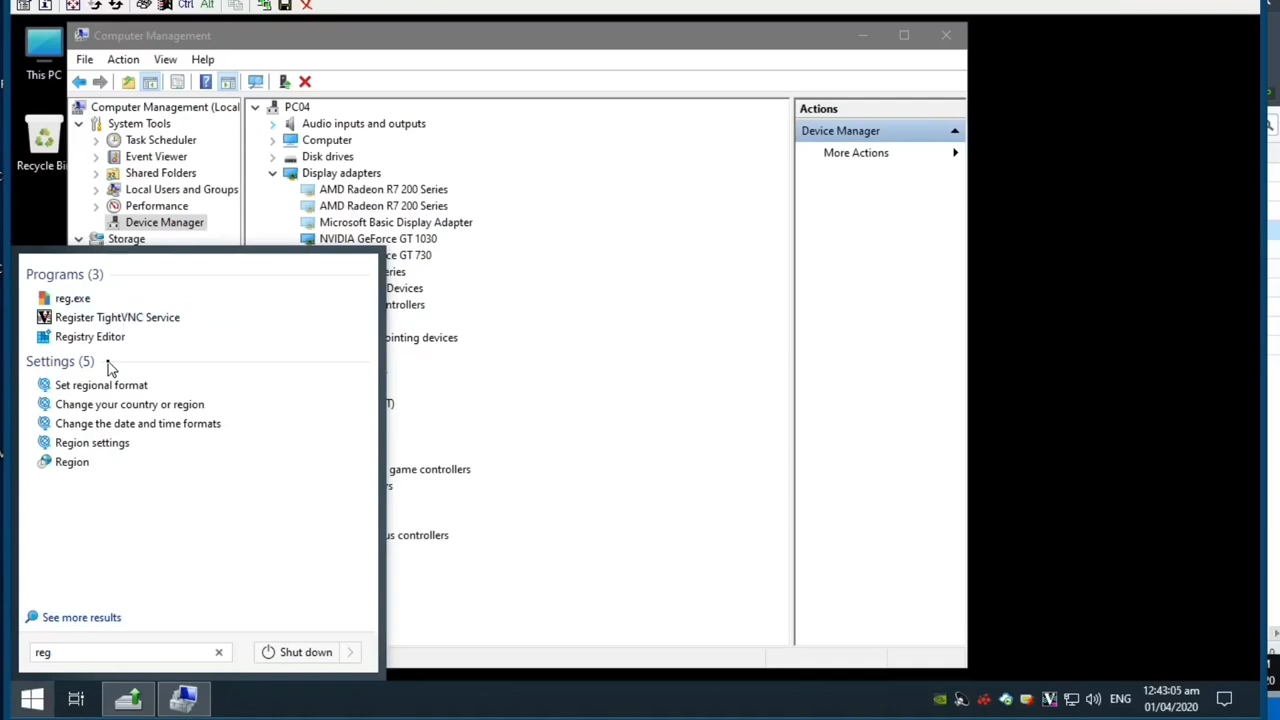 Ctrl Alt
This PC
Recycle Bi
Computer Management
File Action View Help
Computer Management (Local
System Tools
Task Scheduler
Event Viewer
Shared Folders
Local Users and Groups
Performance
Device Manager
Storage
PC04
Audio inputs and outputs
Computer
Disk drives
Display adapters
AMD Radeon R7 200 Series
AMD Radeon R7 200 Series
Microsoft Basic Display Adapter
NVIDIA GeForce GT 1030
ce GT 730
eries
Devices
ontrollers
ointing devices
T)
game controllers
s
us controllers
Actions
Device Manager
More Actions
Programs (3)
reg.exe
Register TightVNC Service
Registry Editor
Settings (5)
Set regional format
Change your country or region
Change the date and time formats
Region settings
Region
See more results
reg
Shut down
ENG
12:43:05 am
01/04/2020